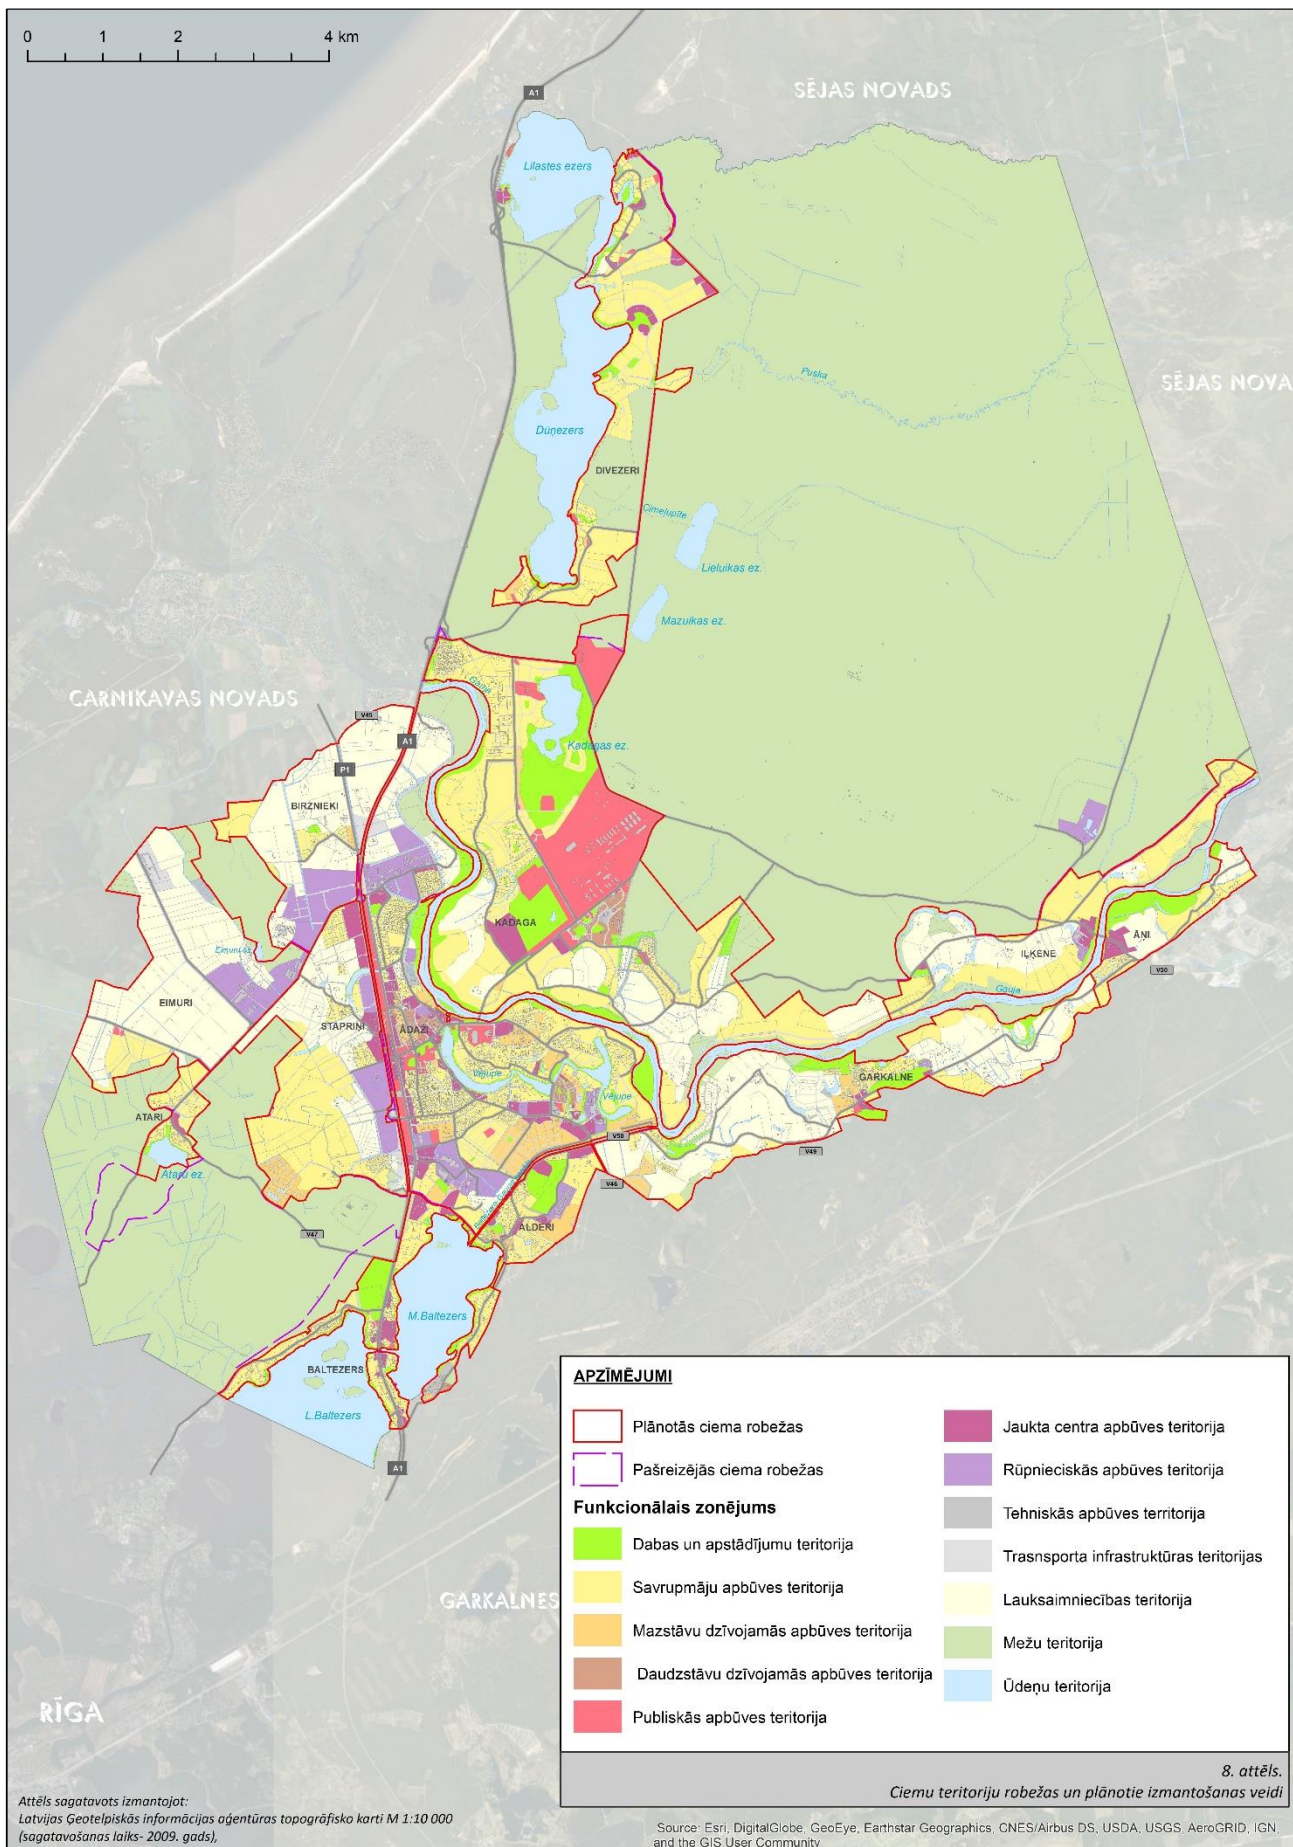 0 1 2 4 km
A1
SĒJAS NOVADS
Lilastes ezers
Puska
SĒJAS NOVA
Dūņezers
DIVEZERI
Cimeļupīte
Lieluikas ez.
Mazuikas ez.
Gauja
CARNIKAVAS NOVADS
V45
A1
Kadagas ez.
P1
BIRZNIEKI
KADAGA
Eimuru ez.
ĀŅI
IĻĶENE
V50
EIMURI
Gauja
STAPRIŅI
ĀDAŽI
Vējupe
GARKALNE
Vējupe
ATARI
V58
V49
Ataru ez.
V46
ALDERI
V47
M.Baltezers
BALTEZERS
L.Baltezers
A1
GARKALNES
RĪGA
APZĪMĒJUMI
Plānotās ciema robežas
Pašreizējās ciema robežas
Funkcionālais zonējums
Dabas un apstādījumu teritorija
Savrupmāju apbūves teritorija
Mazstāvu dzīvojamās apbūves teritorija
Daudzstāvu dzīvojamās apbūves teritorija
Publiskās apbūves teritorija
Jaukta centra apbūves teritorija
Rūpnieciskās apbūves teritorija
Tehniskās apbūves territorija
Trasnsporta infrastruktūras teritorijas
Lauksaimniecības teritorija
Mežu teritorija
Ūdeņu teritorija
8. attēls.
Ciemu teritoriju robežas un plānotie izmantošanas veidi
Attēls sagatavots izmantojot:
Latvijas Ģeotelpiskās informācijas aģentūras topogrāfisko karti M 1:10 000
(sagatavošanas laiks- 2009. gads),
Source: Esri, DigitalGlobe, GeoEye, Earthstar Geographics, CNES/Airbus DS, USDA, USGS, AeroGRID, IGN,
and the GIS User Community